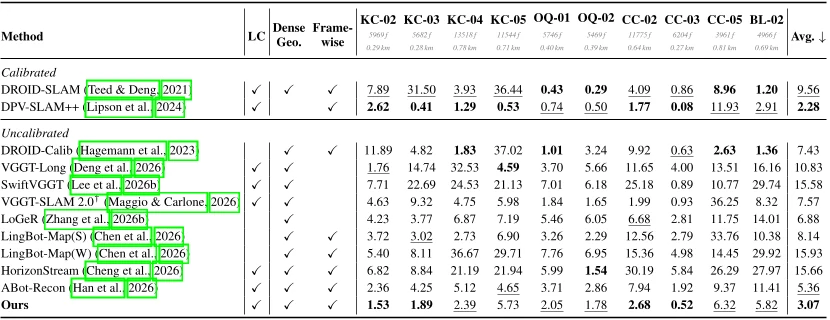 Method LC Dense Geo. Frame-wise KC-02 KC-03 KC-04 KC-05 OQ-01 OQ-02 CC-02 CC-03 CC-05 BL-02 Avg. ↓
5969 f 5682 f 13518 f 11544 f 5746 f 5469 f 11775 f 6204 f 3961 f 4966 f
0.29 km 0.28 km 0.78 km 0.71 km 0.40 km 0.39 km 0.64 km 0.27 km 0.81 km 0.69 km
Calibrated
DROID-SLAM (Teed & Deng, 2021) ✓ ✓ ✓ 7.89 31.50 3.93 36.44 0.43 0.29 4.09 0.86 8.96 1.20 9.56
DPV-SLAM++ (Lipson et al., 2024) ✓ ✓ 2.62 0.41 1.29 0.53 0.74 0.50 1.77 0.08 11.93 2.91 2.28
Uncalibrated
DROID-Calib (Hagemann et al., 2023) ✓ ✓ 11.89 4.82 1.83 37.02 1.01 3.24 9.92 0.63 2.63 1.36 7.43
VGGT-Long (Deng et al., 2026) ✓ ✓ 1.76 14.74 32.53 4.59 3.70 5.66 11.65 4.00 13.51 16.16 10.83
SwiftVGGT (Lee et al., 2026b) ✓ ✓ 7.71 22.69 24.53 21.13 7.01 6.18 25.18 0.89 10.77 29.74 15.58
VGGT-SLAM 2.0† (Maggio & Carlone, 2026) ✓ ✓ 4.63 9.32 4.75 5.98 1.84 1.65 1.99 0.93 36.25 8.32 7.57
LoGeR (Zhang et al., 2026b) ✓ 4.23 3.77 6.87 7.19 5.46 6.05 6.68 2.81 11.75 14.01 6.88
LingBot-Map(S) (Chen et al., 2026) ✓ ✓ 3.72 3.02 2.73 6.90 3.26 2.29 12.56 2.79 33.76 10.38 8.14
LingBot-Map(W) (Chen et al., 2026) ✓ ✓ 5.40 8.11 36.67 29.71 7.76 6.95 15.36 4.98 14.45 29.92 15.93
HorizonStream (Cheng et al., 2026) ✓ ✓ ✓ 6.82 8.84 21.19 21.94 5.99 1.54 30.19 5.84 26.29 27.97 15.66
ABot-Recon (Han et al., 2026) ✓ ✓ ✓ 2.36 4.25 5.12 4.65 3.71 2.86 7.94 1.92 9.37 11.41 5.36
Ours ✓ ✓ ✓ 1.53 1.89 2.39 5.73 2.05 1.78 2.68 0.52 6.32 5.82 3.07